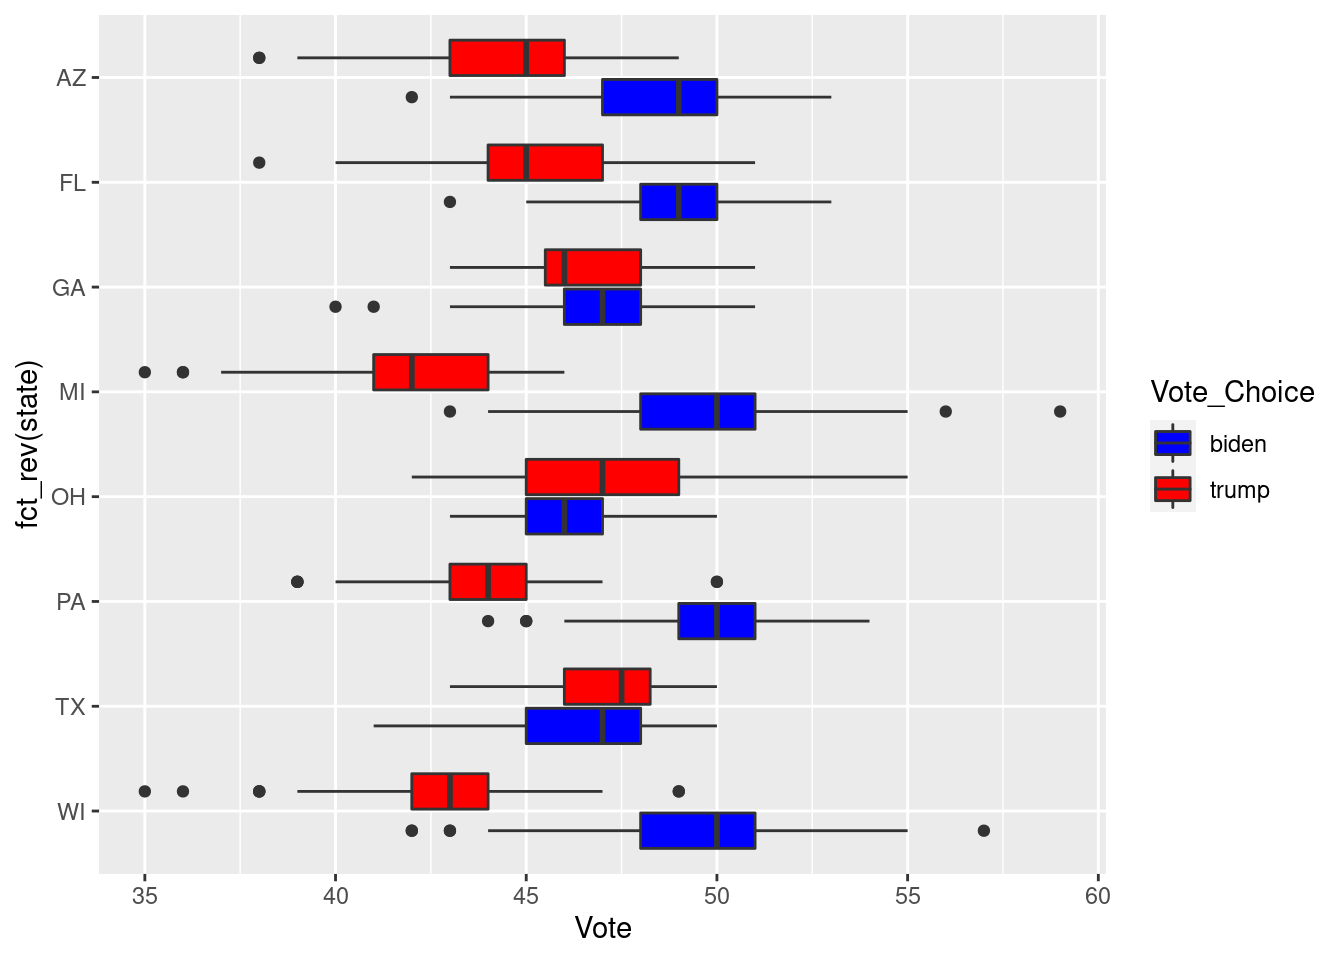 AZ
FL
GA
MI
OH
PA
TX
WI
fct_rev(state)
35 40 45 50 55 60
Vote
Vote_Choice
biden
trump